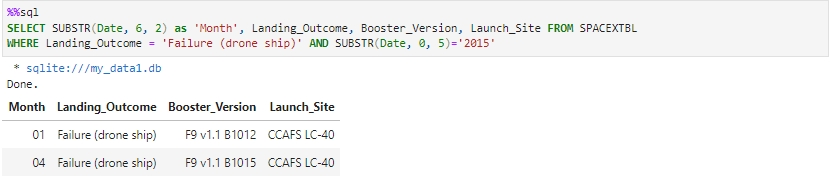 %%sql
SELECT SUBSTR(Date, 6, 2) as 'Month', Landing_Outcome, Booster_Version, Launch_Site FROM SPACEXTBL
WHERE Landing_Outcome = 'Failure (drone ship)' AND SUBSTR(Date, 0, 5)='2015'
* sqlite:///my_data1.db
Done.
Month Landing_Outcome Booster_Version Launch_Site
01 Failure (drone ship) F9 v1.1 B1012 CCAFS LC-40
04 Failure (drone ship) F9 v1.1 B1015 CCAFS LC-40